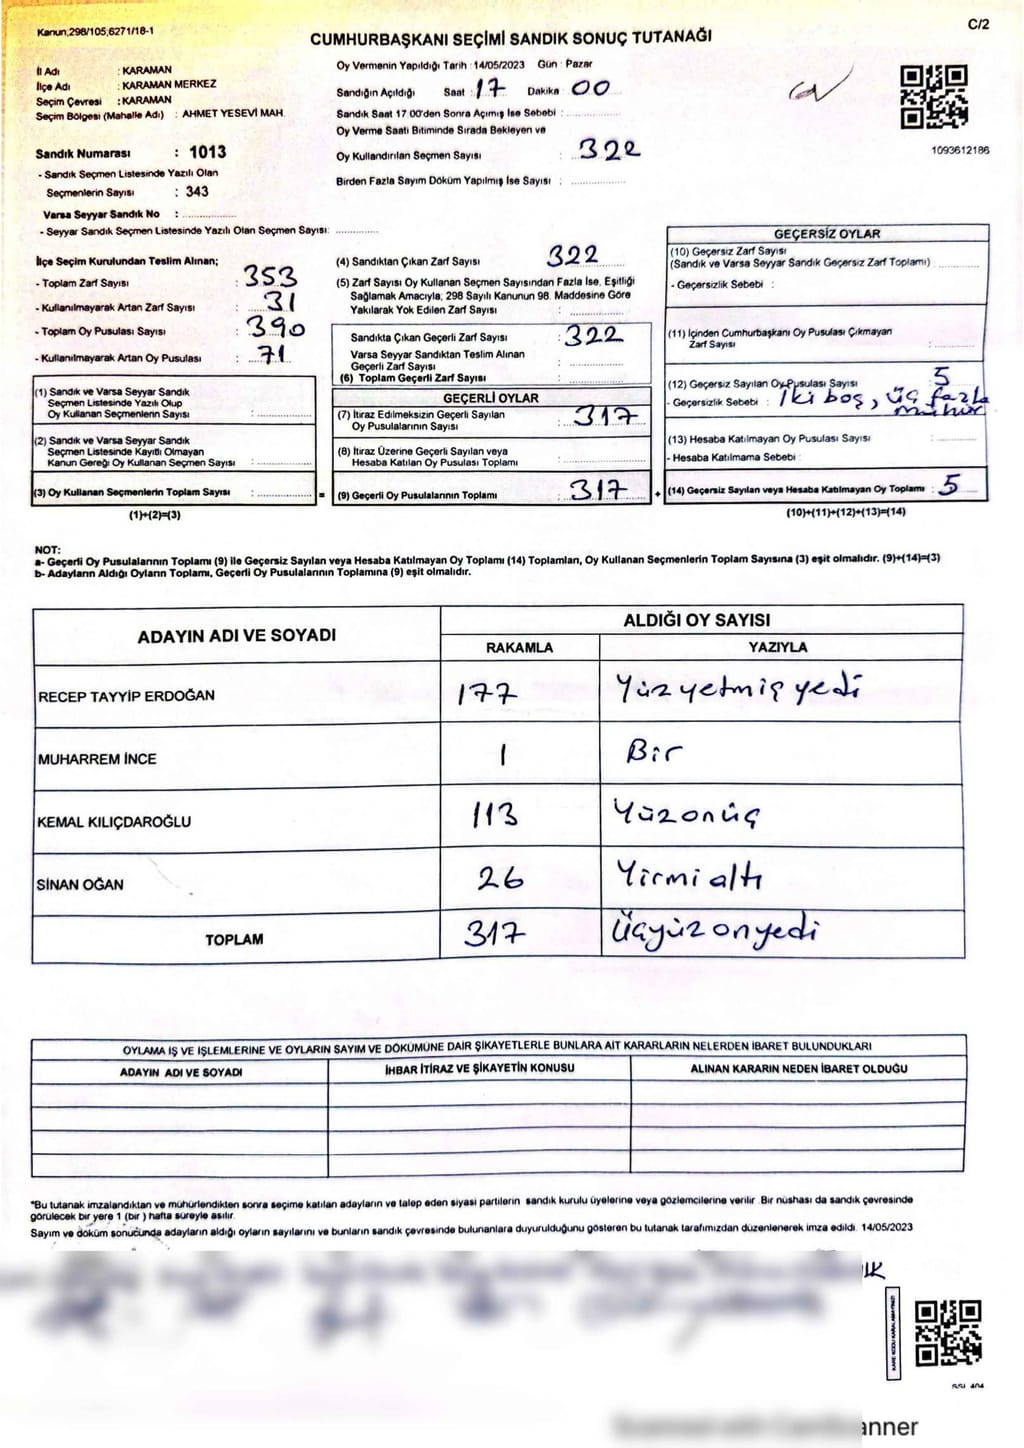 Kanun,298/105;6271/18-1
C/2
CUMHURBAŞKANI SEÇİMİ SANDIK SONUÇ TUTANAĞI
İl Adı : KARAMAN
İlçe Adı : KARAMAN MERKEZ
Seçim Çevresi : KARAMAN
Seçim Bölgesi (Mahalle Adı) : AHMET YESEVİ MAH.
Sandık Numarası : 1013
- Sandık Seçmen Listesinde Yazılı Olan
Seçmenlerin Sayısı : 343
Varsa Seyyar Sandık No :
- Seyyar Sandık Seçmen Listesinde Yazılı Olan Seçmen Sayısı:
Oy Vermenin Yapıldığı Tarih :14/05/2023 Gün : Pazar
Sandığın Açıldığı Saat : 17 Dakika 00
Sandık Saat 17.00'den Sonra Açımış İse Sebebi :
Oy Verme Saati Bitiminde Sırada Bekleyen ve
Oy Kullandırılan Seçmen Sayısı : 322
Birden Fazla Sayım Döküm Yapılmış İse Sayısı :
1093612186
İlçe Seçim Kurulundan Teslim Alınan;
- Toplam Zarf Sayısı : 353
- Kullanılmayarak Artan Zarf Sayısı : 31
- Toplam Oy Pusulası Sayısı : 390
- Kullanılmayarak Artan Oy Pusulası : 71
(1) Sandık ve Varsa Seyyar Sandık
Seçmen Listesinde Yazılı Olup
Oy Kullanan Seçmenlerin Sayısı :
(2) Sandık ve Varsa Seyyar Sandık
Seçmen Listesinde Kayıtlı Olmayan
Kanun Gereği Oy Kullanan Seçmen Sayısı :
(3) Oy Kullanan Seçmenlerin Toplam Sayısı : =
(1)+(2)=(3)
(4) Sandıktan Çıkan Zarf Sayısı : 322
(5) Zarf Sayısı Oy Kullanan Seçmen Sayısından Fazla İse, Eşitliği
Sağlamak Amacıyla; 298 Sayılı Kanunun 98. Maddesine Göre
Yakılarak Yok Edilen Zarf Sayısı :
Sandıkta Çıkan Geçerli Zarf Sayısı : 322
Varsa Seyyar Sandıktan Teslim Alınan
Geçerli Zarf Sayısı :
(6) Toplam Geçerli Zarf Sayısı :
GEÇERLİ OYLAR
(7) İtiraz Edilmeksizin Geçerli Sayılan
Oy Pusulalarının Sayısı : 317
(8) İtiraz Üzerine Geçerli Sayılan veya
Hesaba Katılan Oy Pusulası Toplamı :
(9) Geçerli Oy Pusulalarının Toplamı : 317 +
GEÇERSİZ OYLAR
(10) Geçersiz Zarf Sayısı
(Sandık ve Varsa Seyyar Sandık Geçersiz Zarf Toplamı) :
- Geçersizlik Sebebi :
(11) İçinden Cumhurbaşkanı Oy Pusulası Çıkmayan
Zarf Sayısı :
(12) Geçersiz Sayılan Oy Pusulası Sayısı : 5
- Geçersizlik Sebebi : İki boş, üç fazla
mühür
(13) Hesaba Katılmayan Oy Pusulası Sayısı :
- Hesaba Katılmama Sebebi :
(14) Geçersiz Sayılan veya Hesaba Katılmayan Oy Toplamı : 5
(10)+(11)+(12)+(13)=(14)
NOT:
a- Geçerli Oy Pusulalarının Toplamı (9) ile Geçersiz Sayılan veya Hesaba Katılmayan Oy Toplamı (14) Toplamları, Oy Kullanan Seçmenlerin Toplam Sayısına (3) eşit olmalıdır. (9)+(14)=(3)
b- Adayların Aldığı Oyların Toplamı, Geçerli Oy Pusulalarının Toplamına (9) eşit olmalıdır.
ADAYIN ADI VE SOYADI
ALDIĞI OY SAYISI
RAKAMLA YAZIYLA
RECEP TAYYİP ERDOĞAN 177 Yüz yetmiş yedi
MUHARREM İNCE 1 Bir
KEMAL KILIÇDAROĞLU 113 Yüzonüç
SİNAN OĞAN 26 Yirmi altı
TOPLAM 317 Üçyüz onyedi
OYLAMA İŞ VE İŞLEMLERİNE VE OYLARIN SAYIM VE DÖKÜMÜNE DAİR ŞİKAYETLERLE BUNLARA AİT KARARLARIN NELERDEN İBARET BULUNDUKLARI
ADAYIN ADI VE SOYADI İHBAR İTİRAZ VE ŞİKAYETİN KONUSU ALINAN KARARIN NEDEN İBARET OLDUĞU
*Bu tutanak imzalandıktan ve mühürlendikten sonra seçime katılan adayların ve talep eden siyasi partilerin sandık kurulu üyelerine veya gözlemcilerine verilir. Bir nüshası da sandık çevresinde
görülecek bir yere 1 (bir ) hafta süreyle asılır.
Sayım ve döküm sonucunda adayların aldığı oyların sayılarını ve bunların sandık çevresinde bulunanlara duyurulduğunu gösteren bu tutanak tarafımızdan düzenlenerek imza edildi. 14/05/2023
KARE KODU KARALAMAYINIZ!